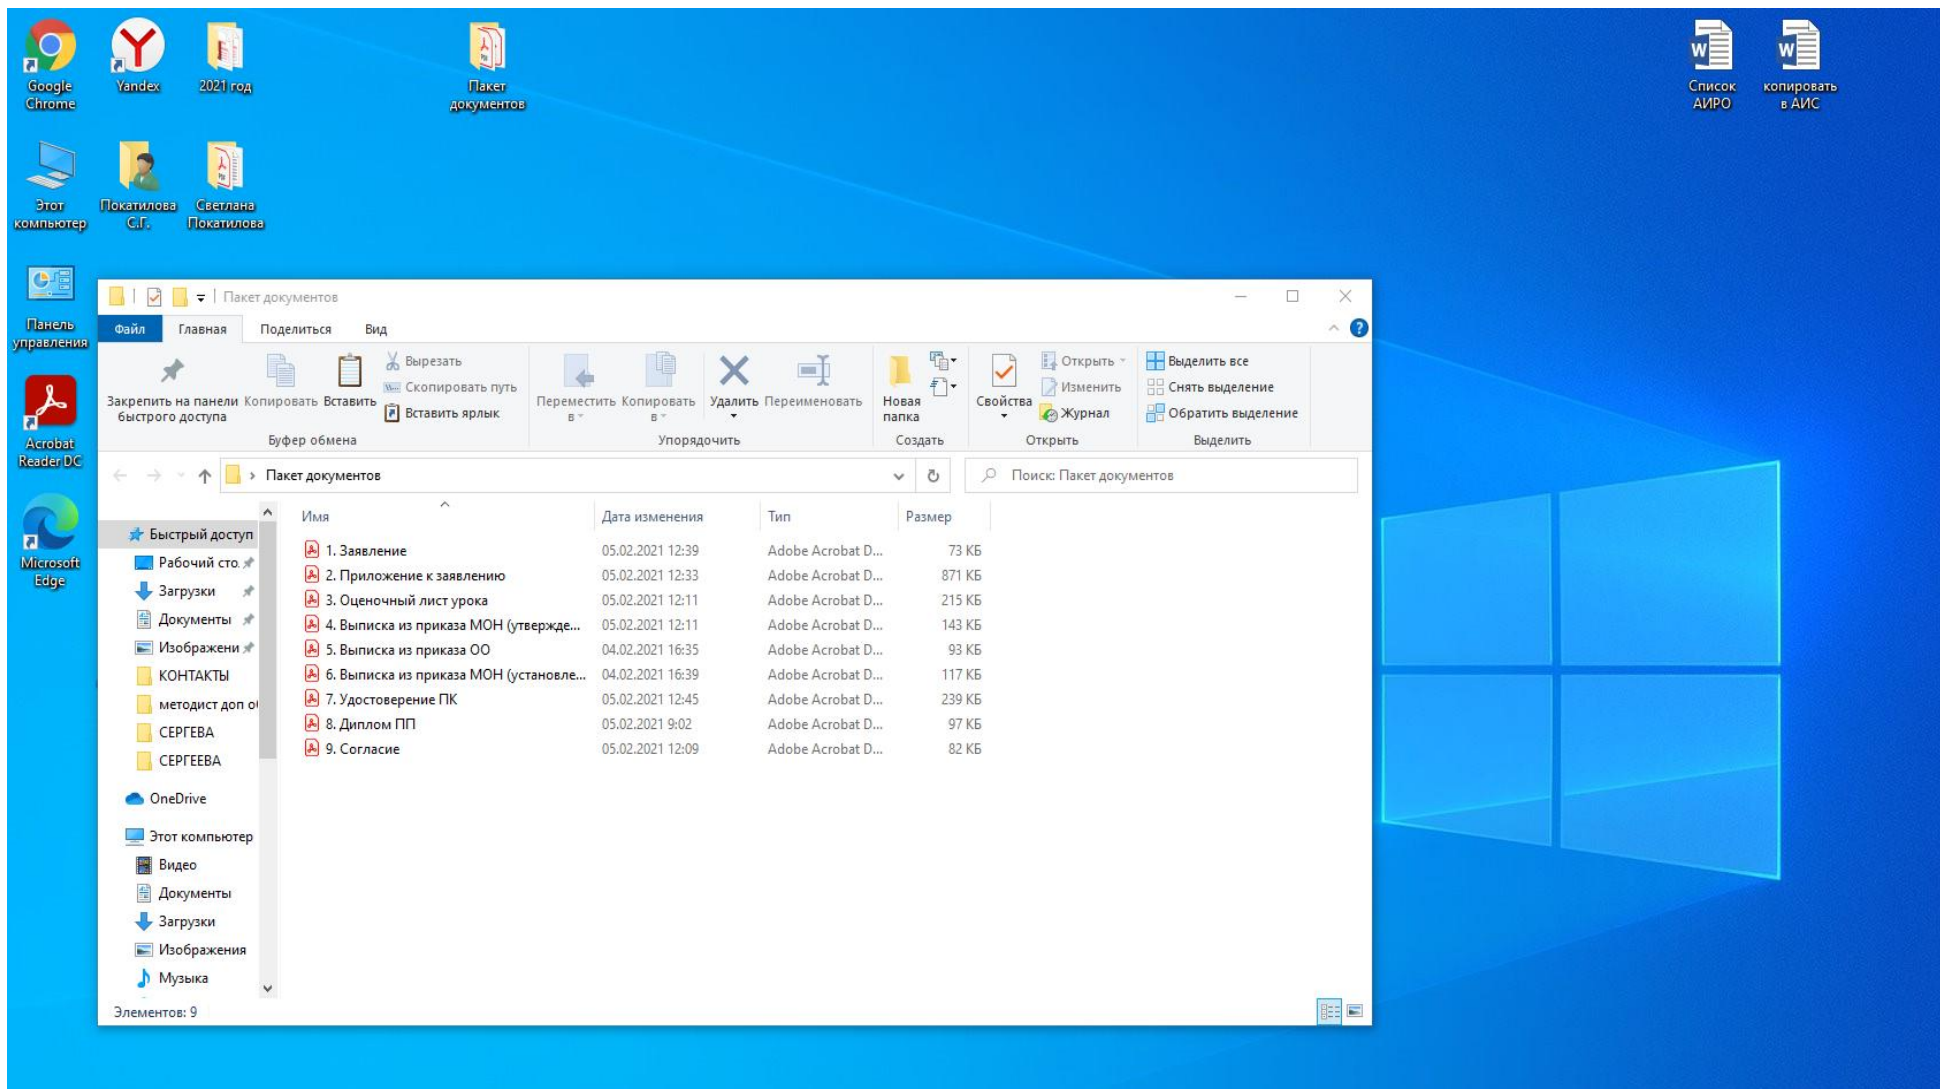 Google
Chrome
Yandex
2021 год
Пакет
документов
Список
АИРО
копировать
в АИС
Этот
компьютер
Покатилова
С.Г.
Светлана
Покатилова
Панель
управления
Acrobat
Reader DC
Microsoft
Edge
Пакет документов
Файл Главная Поделиться Вид
Закрепить на панели
быстрого доступа
Копировать
Вставить
Вырезать
Скопировать путь
Вставить ярлык
Буфер обмена
Переместить
в
Копировать
в
Удалить
Переименовать
Упорядочить
Новая
папка
Создать
Свойства
Открыть
Изменить
Журнал
Открыть
Выделить все
Снять выделение
Обратить выделение
Выделить
Пакет документов
Поиск: Пакет документов
Быстрый доступ
Рабочий сто.
Загрузки
Документы
Изображени
КОНТАКТЫ
методист доп о
СЕРГЕВА
СЕРГЕЕВА
OneDrive
Этот компьютер
Видео
Документы
Загрузки
Изображения
Музыка
Имя Дата изменения Тип Размер
1. Заявление 05.02.2021 12:39 Adobe Acrobat D... 73 КБ
2. Приложение к заявлению 05.02.2021 12:33 Adobe Acrobat D... 871 КБ
3. Оценочный лист урока 05.02.2021 12:11 Adobe Acrobat D... 215 КБ
4. Выписка из приказа МОН (утвержде... 05.02.2021 12:11 Adobe Acrobat D... 143 КБ
5. Выписка из приказа ОО 04.02.2021 16:35 Adobe Acrobat D... 93 КБ
6. Выписка из приказа МОН (установле... 04.02.2021 16:39 Adobe Acrobat D... 117 КБ
7. Удостоверение ПК 05.02.2021 12:45 Adobe Acrobat D... 239 КБ
8. Диплом ПП 05.02.2021 9:02 Adobe Acrobat D... 97 КБ
9. Согласие 05.02.2021 12:09 Adobe Acrobat D... 82 КБ
Элементов: 9